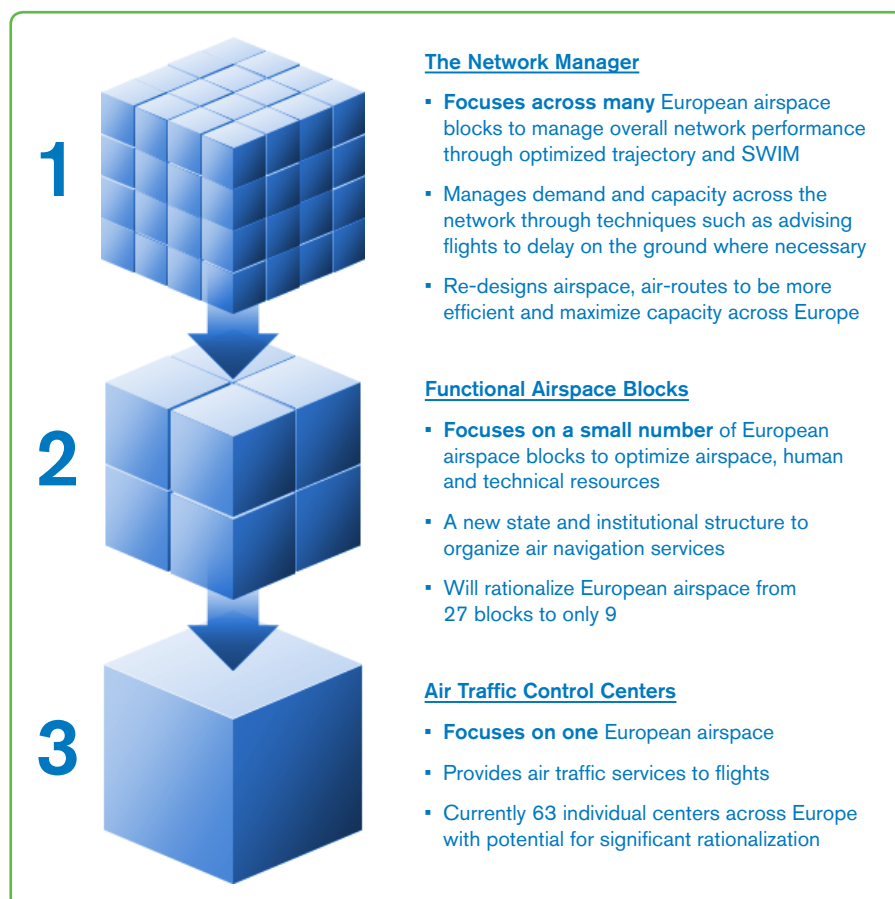 1
The Network Manager
▪ Focuses across many European airspace
blocks to manage overall network performance
through optimized trajectory and SWIM
▪ Manages demand and capacity across the
network through techniques such as advising
flights to delay on the ground where necessary
▪ Re-designs airspace, air-routes to be more
efficient and maximize capacity across Europe
2
Functional Airspace Blocks
▪ Focuses on a small number of European
airspace blocks to optimize airspace, human
and technical resources
▪ A new state and institutional structure to
organize air navigation services
▪ Will rationalize European airspace from
27 blocks to only 9
3
Air Traffic Control Centers
▪ Focuses on one European airspace
▪ Provides air traffic services to flights
▪ Currently 63 individual centers across Europe
with potential for significant rationalization